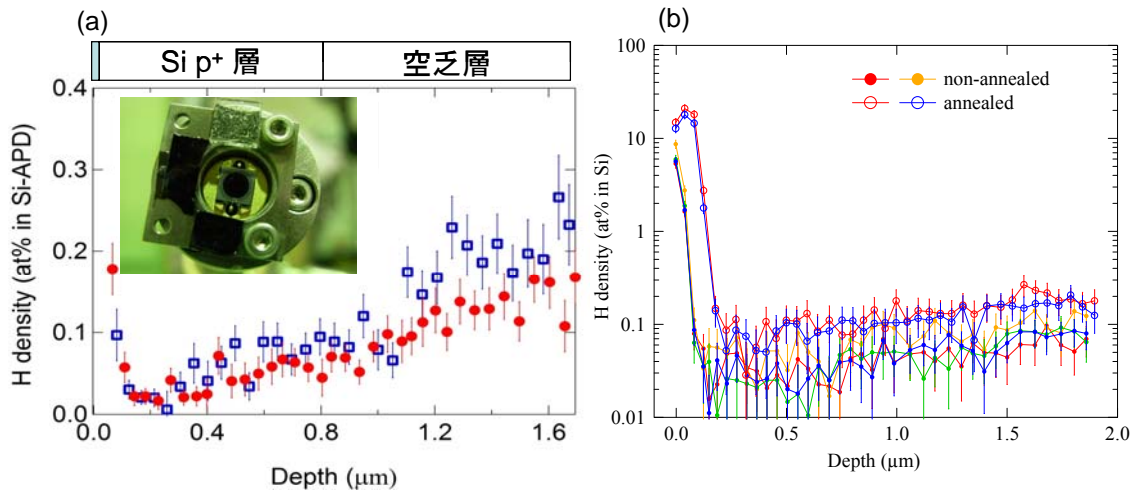 (a)
Si p⁺ 層 空乏層
0.4
0.3
0.2
0.1
0.0
H density (at% in Si-APD)
0.0 0.4 0.8 1.2 1.6
Depth (μm)
(b)
100
10
1
0.1
0.01
H density (at% in Si)
non-annealed
annealed
0.0 0.5 1.0 1.5 2.0
Depth (μm)